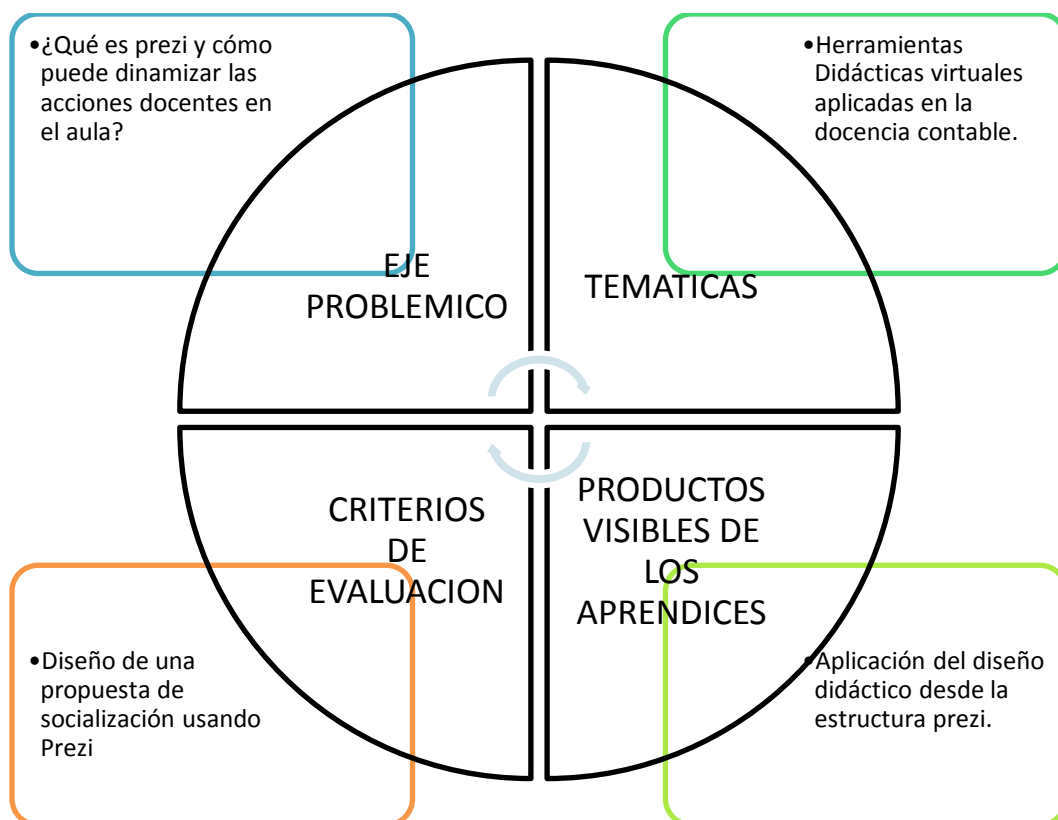 •¿Qué es prezi y cómo
puede dinamizar las
acciones docentes en
el aula?
•Herramientas
Didácticas virtuales
aplicadas en la
docencia contable.
EJE
PROBLEMICO
TEMATICAS
CRITERIOS
DE
EVALUACION
PRODUCTOS
VISIBLES DE
LOS
APRENDICES
•Diseño de una
propuesta de
socialización usando
Prezi
•Aplicación del diseño
didáctico desde la
estructura prezi.